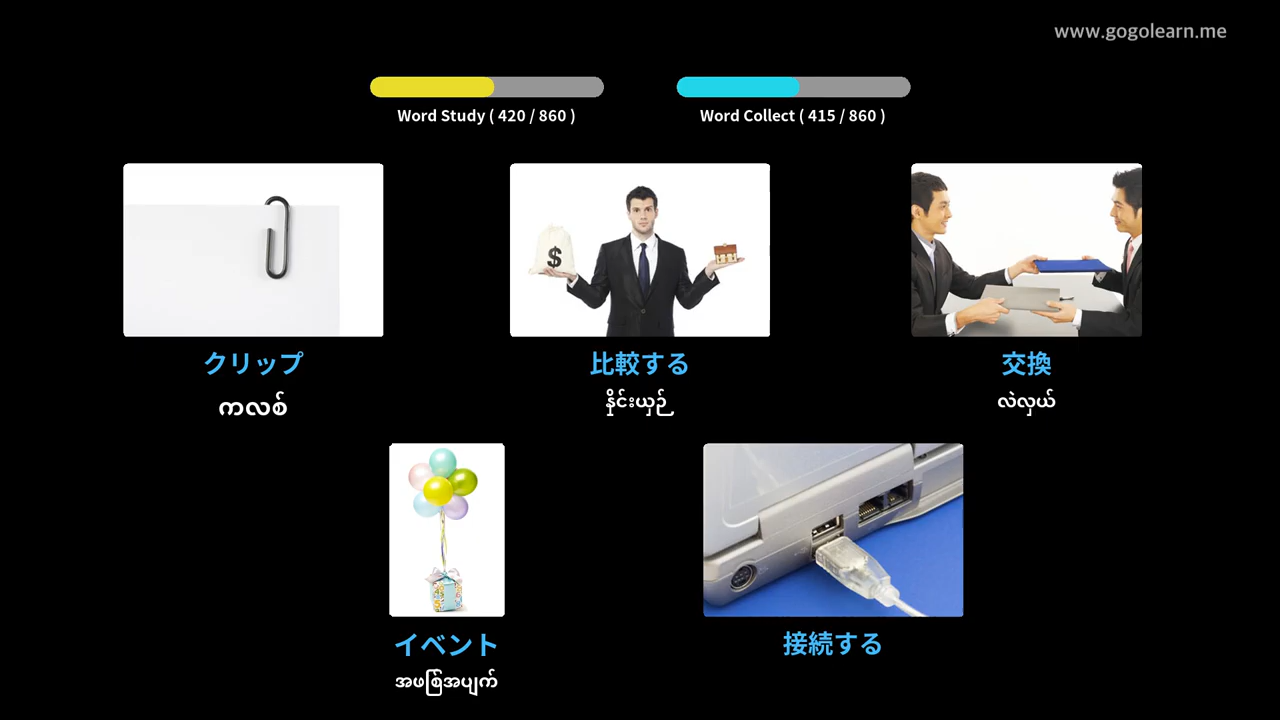 www.gogolearn.me
Word Study ( 420 / 860 )
Word Collect ( 415 / 860 )
クリップ
ကလစ်
比較する
နှိုင်းယှဉ်
交換
လဲလှယ်
$
イベント
အဖြစ်အပျက်
接続する